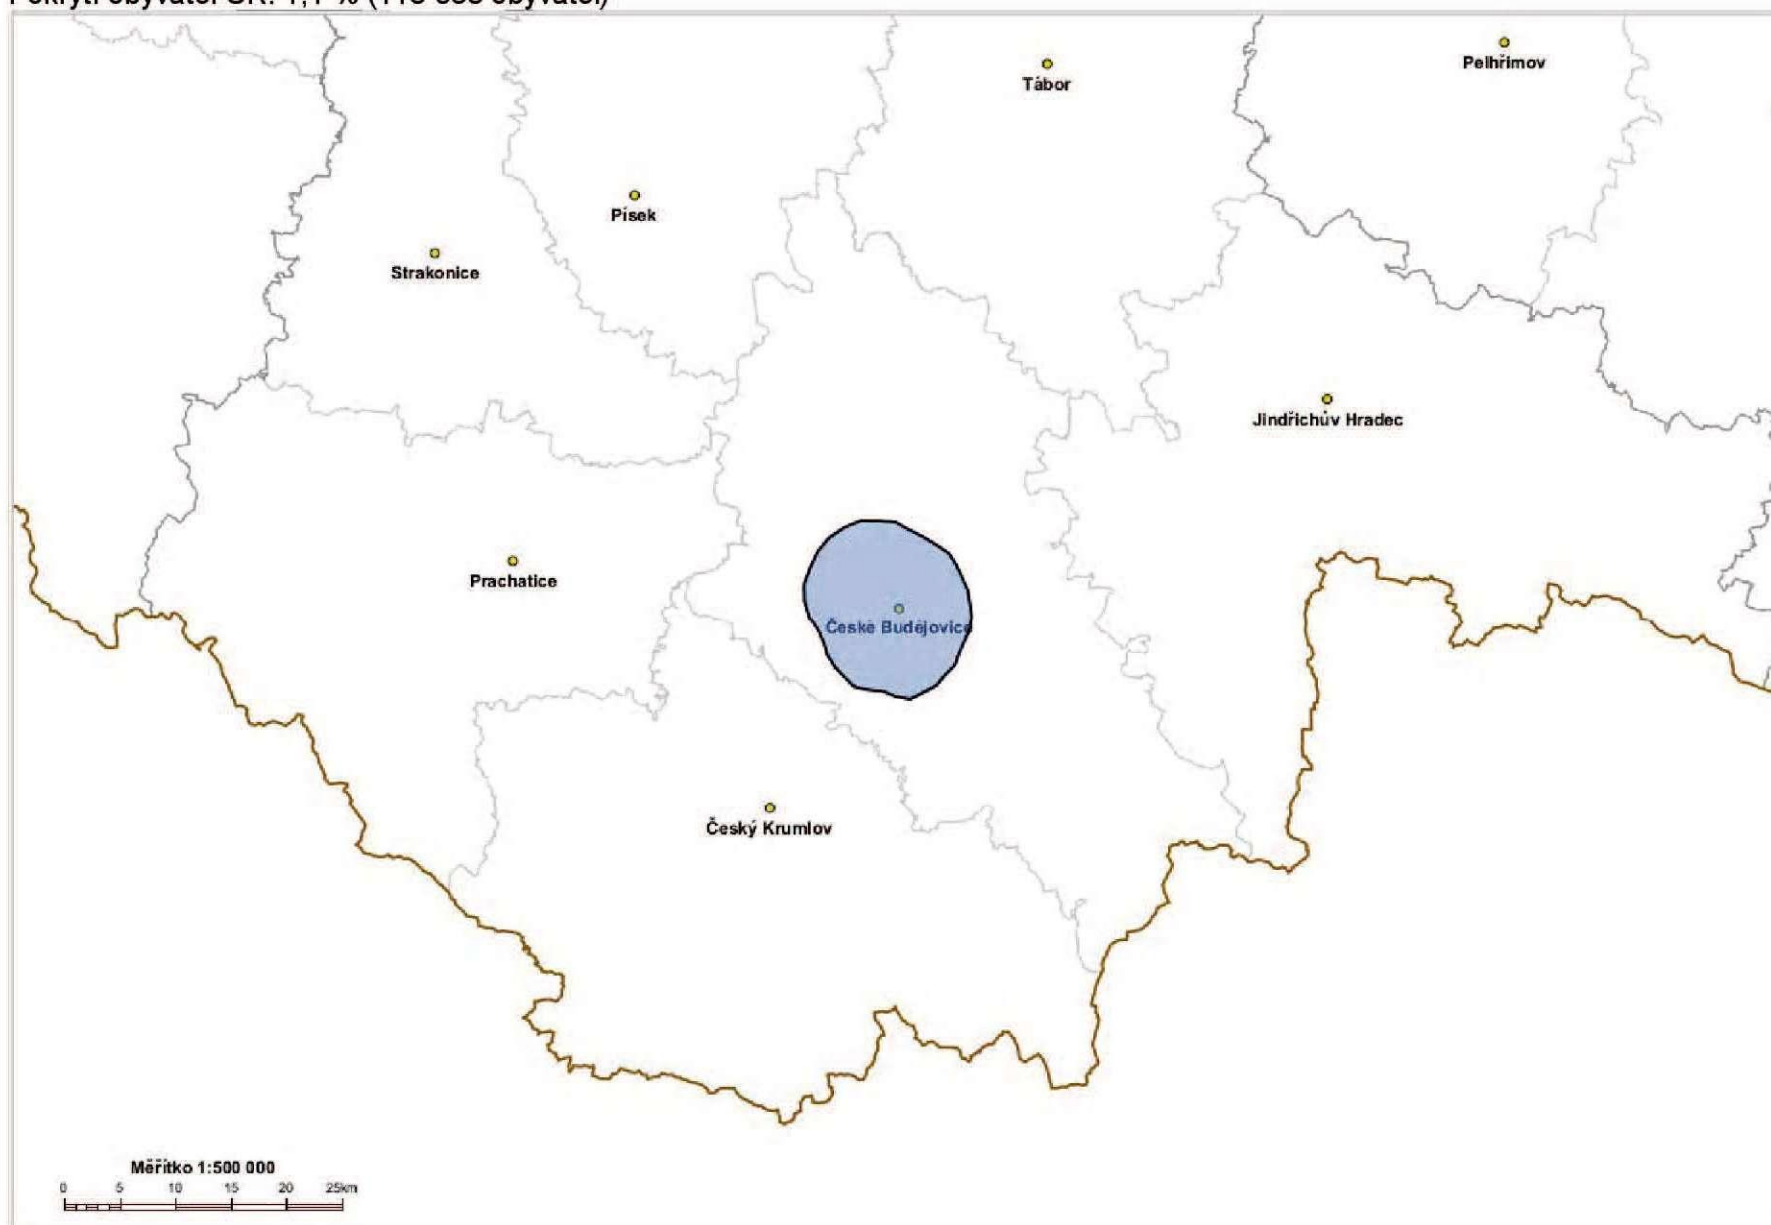 Pelhřimov
Tábor
Písek
Strakonice
Jindřichův Hradec
Prachatice
České Budějovice
Český Krumlov
Měřítko 1:500 000
0 5 10 15 20 25km